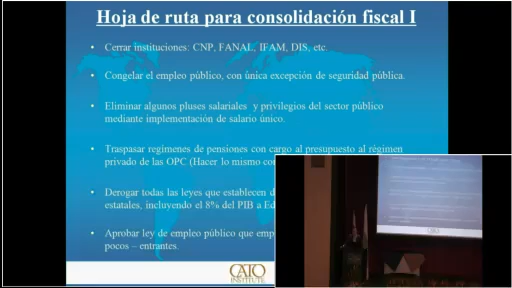 Hoja de ruta para consolidación fiscal I
• Cerrar instituciones: CNP, FANAL, IFAM, DIS, etc.
• Congelar el empleo público, con única excepción de seguridad pública.
• Eliminar algunos pluses salariales y privilegios del sector público
mediante implementación de salario único.
• Traspasar regímenes de pensiones con cargo al presupuesto al régimen
privado de las OPC (Hacer lo mismo
• Derogar todas las leyes que establecen
estatales, incluyendo el 8% del PIB a
• Aprobar ley de empleo público que
pocos – entrantes.
CATO
INSTITUTE